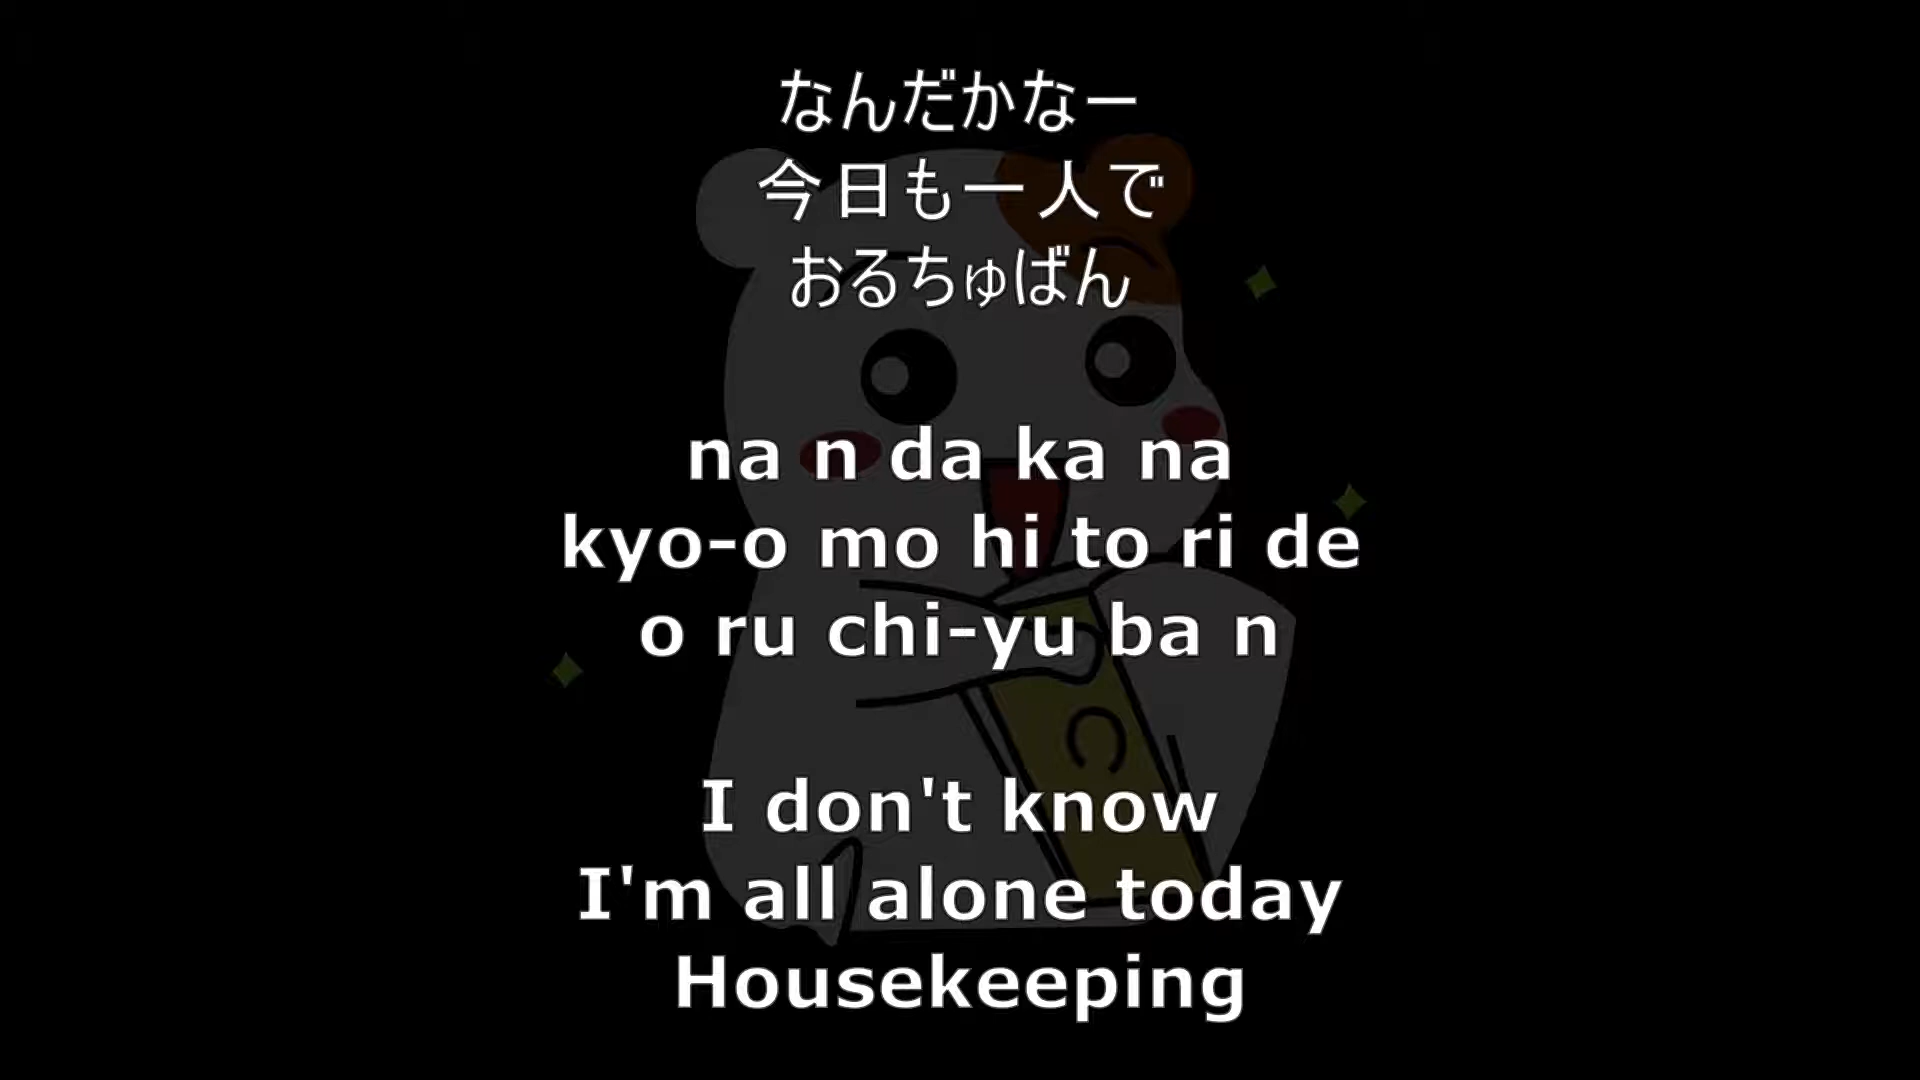 なんだかなー
今日も一人で
おるちゅばん
na n da ka na
kyo-o mo hi to ri de
o ru chi-yu ba n
I don't know
I'm all alone today
Housekeeping
C